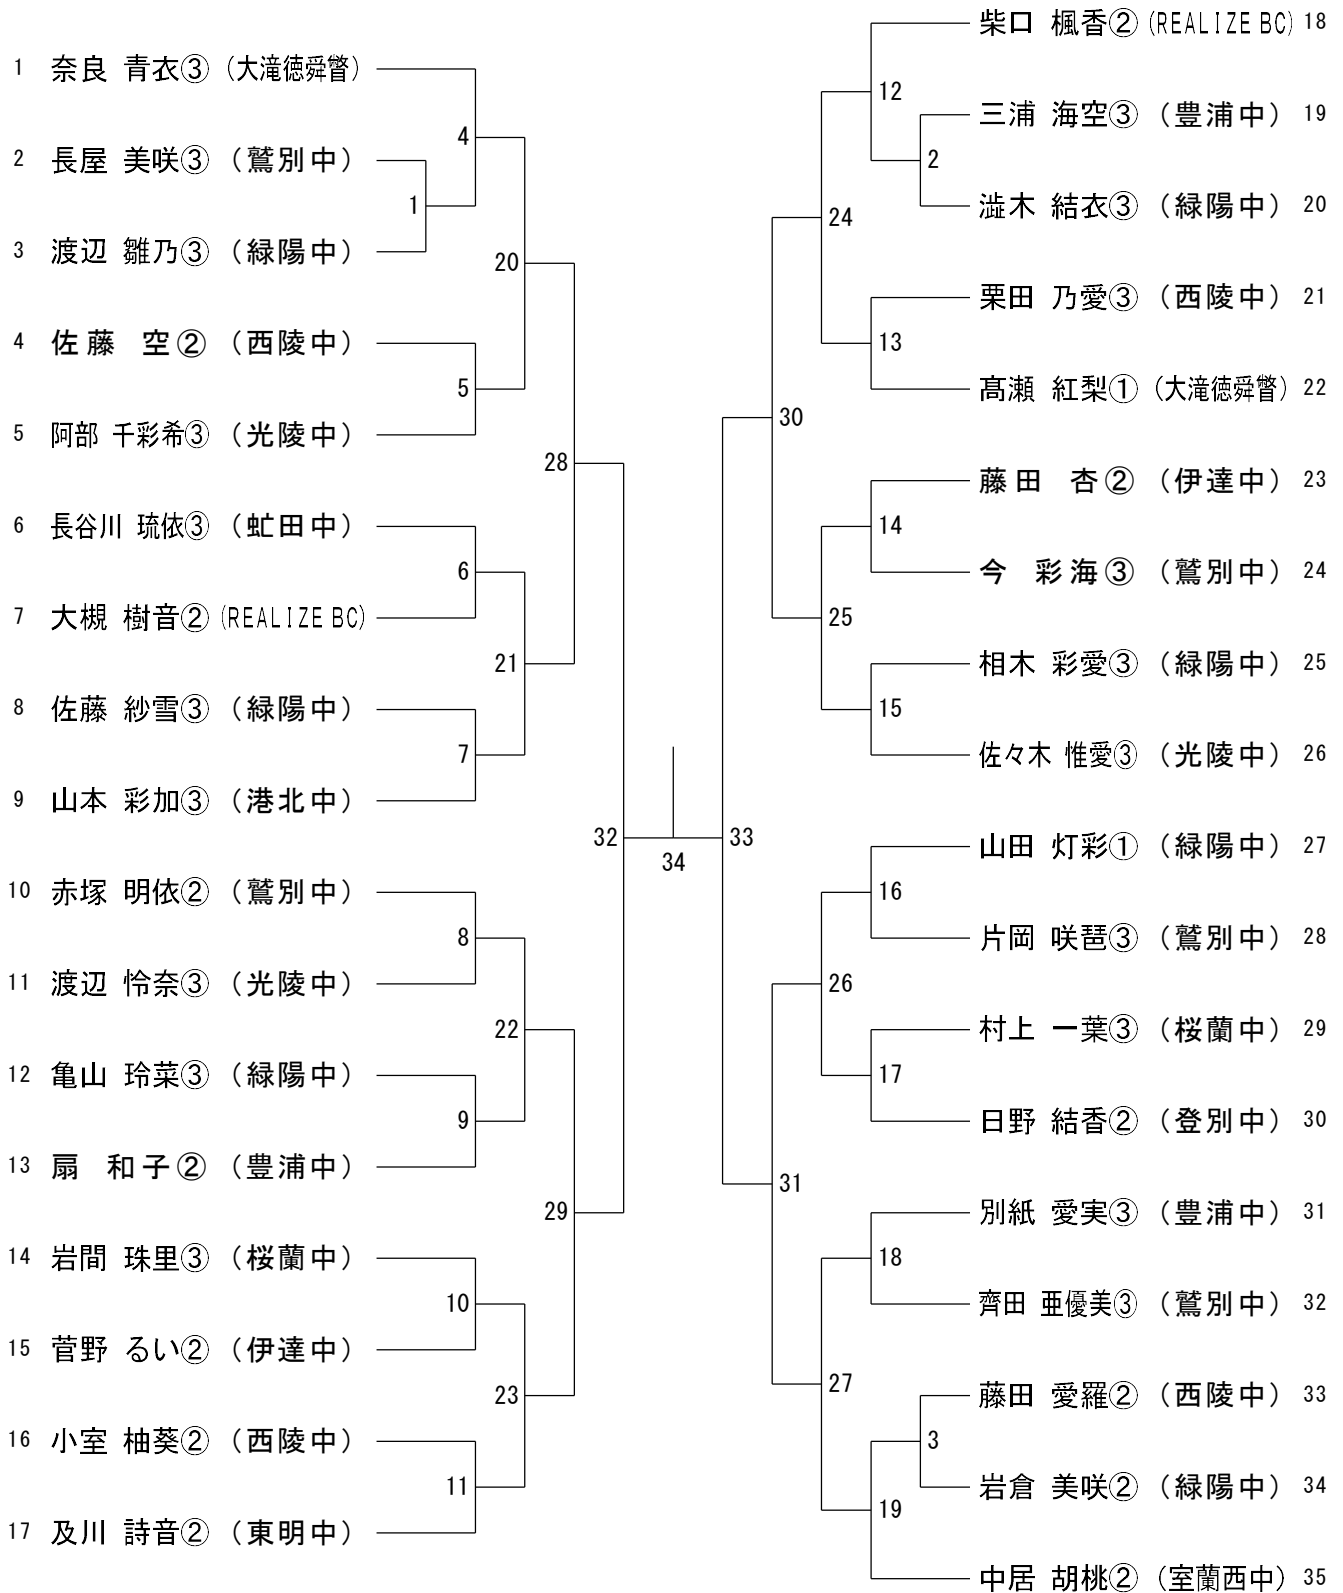 1 奈良 青衣③ (大滝徳舜瞥)
2 長屋 美咲③ (鷲別中)
3 渡辺 雛乃③ (緑陽中)
4 佐藤 空② (西陵中)
5 阿部 千彩希③ (光陵中)
6 長谷川 琉依③ (虻田中)
7 大槻 樹音② (REALIZE BC)
8 佐藤 紗雪③ (緑陽中)
9 山本 彩加③ (港北中)
10 赤塚 明依② (鷲別中)
11 渡辺 怜奈③ (光陵中)
12 亀山 玲菜③ (緑陽中)
13 扇 和子② (豊浦中)
14 岩間 珠里③ (桜蘭中)
15 菅野 るい② (伊達中)
16 小室 柚葵② (西陵中)
17 及川 詩音② (東明中)
4
1
20
5
28
6
21
7
32
8
22
9
29
10
23
11
34
33
12
2
24
13
30
14
25
15
16
26
17
31
18
27
3
19
柴口 楓香② (REALIZE BC) 18
三浦 海空③ (豊浦中) 19
澁木 結衣③ (緑陽中) 20
栗田 乃愛③ (西陵中) 21
髙瀬 紅梨① (大滝徳舜瞥) 22
藤田 杏② (伊達中) 23
今 彩海③ (鷲別中) 24
相木 彩愛③ (緑陽中) 25
佐々木 惟愛③ (光陵中) 26
山田 灯彩① (緑陽中) 27
片岡 咲琶③ (鷲別中) 28
村上 一葉③ (桜蘭中) 29
日野 結香② (登別中) 30
別紙 愛実③ (豊浦中) 31
齊田 亜優美③ (鷲別中) 32
藤田 愛羅② (西陵中) 33
岩倉 美咲② (緑陽中) 34
中居 胡桃② (室蘭西中) 35